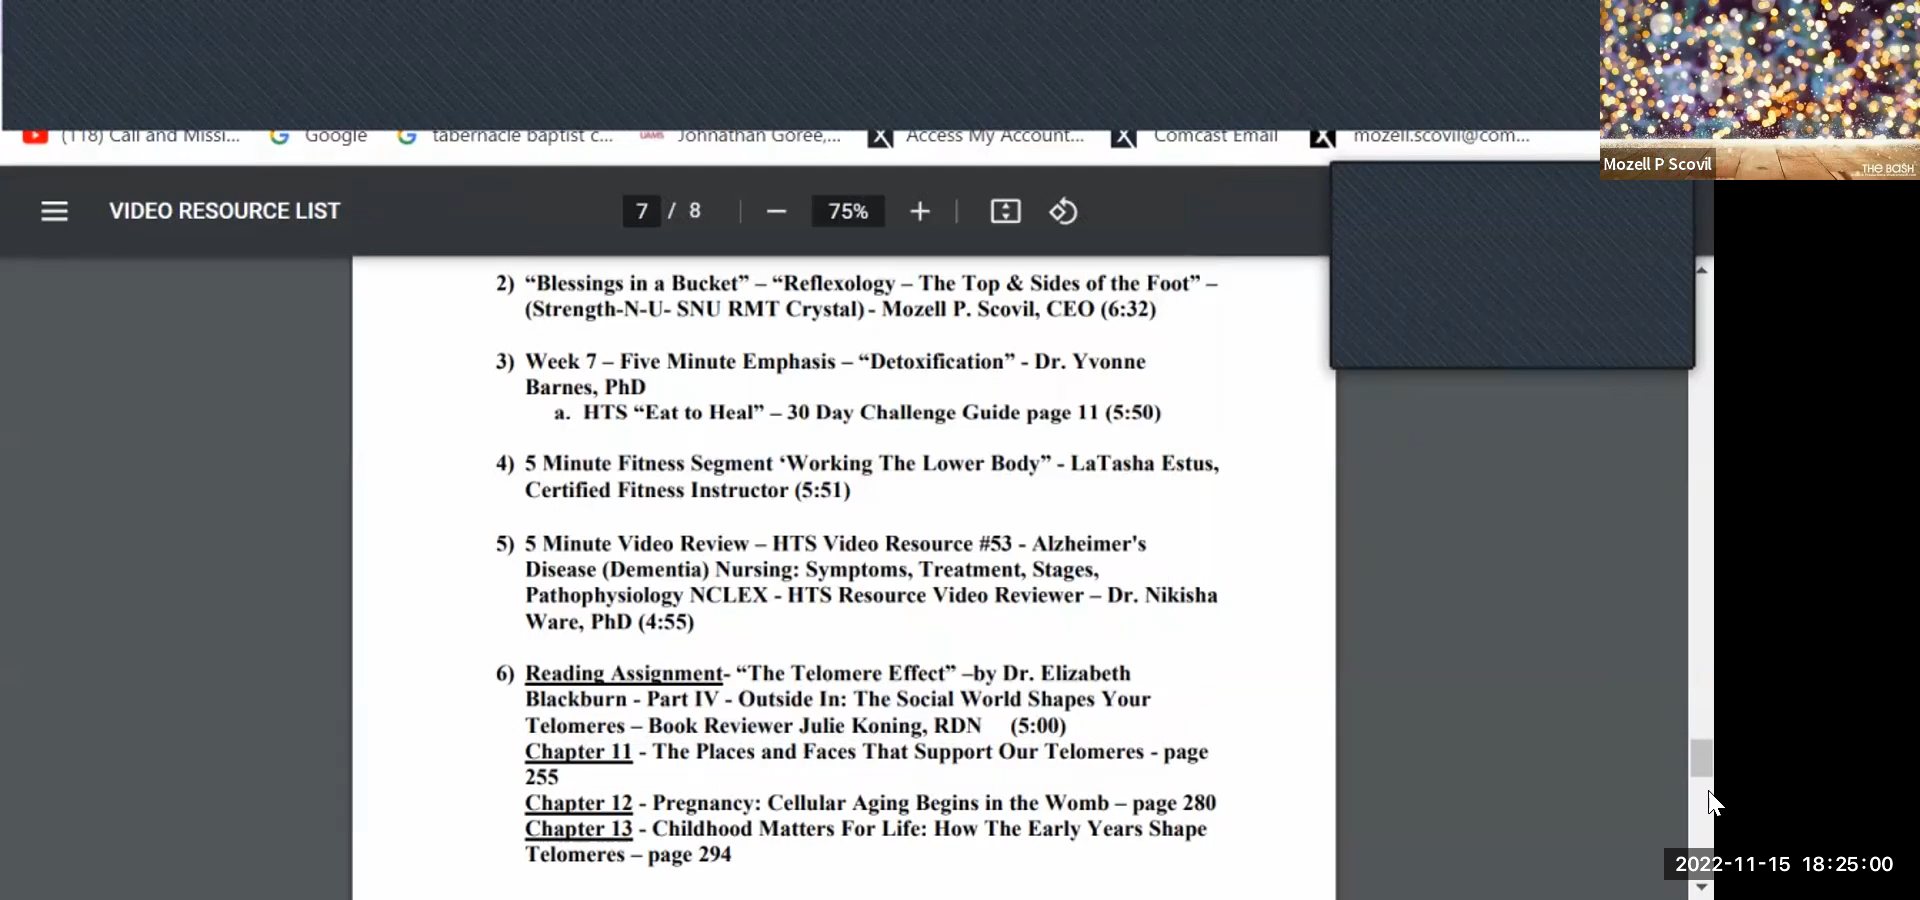 (118) Call and Missi...
Google
tabernacle baptist c...
UAMS
Johnathan Goree,...
Access My Account...
Comcast Email
mozell.scovil@com...
Mozell P Scovil
THE BASH
VIDEO RESOURCE LIST
7 / 8
75%
2) “Blessings in a Bucket” – “Reflexology – The Top & Sides of the Foot” –
(Strength-N-U- SNU RMT Crystal) - Mozell P. Scovil, CEO (6:32)
3) Week 7 – Five Minute Emphasis – “Detoxification” - Dr. Yvonne
Barnes, PhD
a. HTS “Eat to Heal” – 30 Day Challenge Guide page 11 (5:50)
4) 5 Minute Fitness Segment ‘Working The Lower Body” - LaTasha Estus,
Certified Fitness Instructor (5:51)
5) 5 Minute Video Review – HTS Video Resource #53 - Alzheimer's
Disease (Dementia) Nursing: Symptoms, Treatment, Stages,
Pathophysiology NCLEX - HTS Resource Video Reviewer – Dr. Nikisha
Ware, PhD (4:55)
6) Reading Assignment- “The Telomere Effect” –by Dr. Elizabeth
Blackburn - Part IV - Outside In: The Social World Shapes Your
Telomeres – Book Reviewer Julie Koning, RDN (5:00)
Chapter 11 - The Places and Faces That Support Our Telomeres - page
255
Chapter 12 - Pregnancy: Cellular Aging Begins in the Womb – page 280
Chapter 13 - Childhood Matters For Life: How The Early Years Shape
Telomeres – page 294
2022-11-15 18:25:00